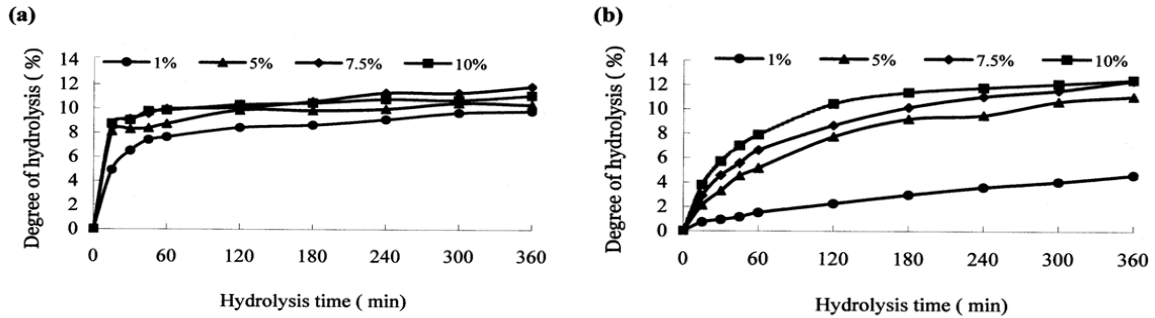 (a)
14
12
10
8
6
4
2
0
1% 5% 7.5% 10%
Degree of hydrolysis ( %)
0 60 120 180 240 300 360
Hydrolysis time ( min)
(b)
14
12
10
8
6
4
2
0
1% 5% 7.5% 10%
Degree of hydrolysis ( %)
0 60 120 180 240 300 360
Hydrolysis time ( min)